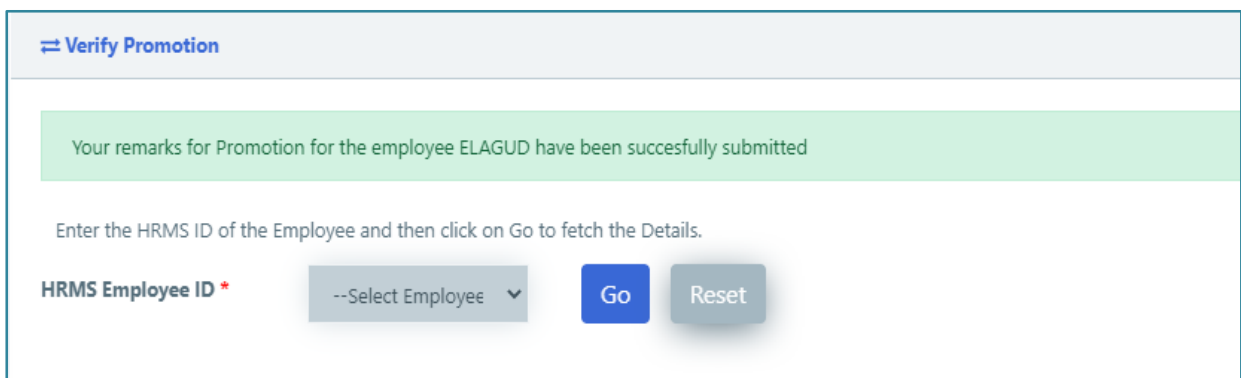 Verify Promotion
Your remarks for Promotion for the employee ELAGUD have been succesfully submitted
Enter the HRMS ID of the Employee and then click on Go to fetch the Details.
HRMS Employee ID * --Select Employee Go Reset